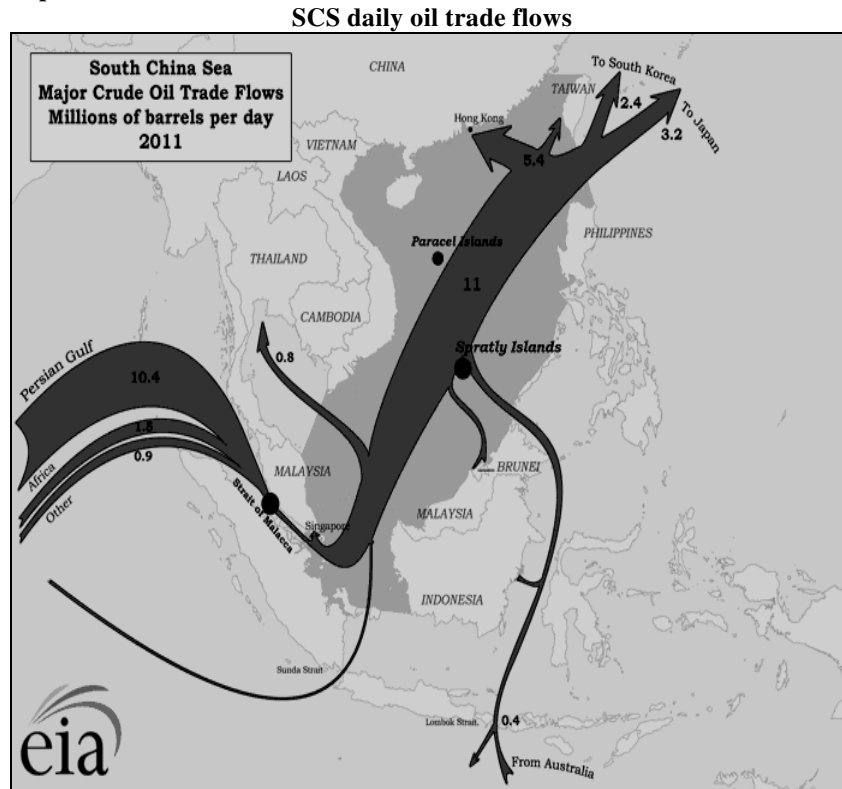 SCS daily oil trade flows
South China Sea
Major Crude Oil Trade Flows
Millions of barrels per day
2011
CHINA
To South Korea
TAIWAN
2.4
To Japan
3.2
Hong Kong
5.4
VIETNAM
LAOS
Paracel Islands
PHILIPPINES
THAILAND
11
CAMBODIA
Spratly Islands
0.8
Persian Gulf
10.4
Africa
Other
0.9
MALAYSIA
BRUNEI
Strait of Malacca
Singapore
MALAYSIA
INDONESIA
Sunda Strait
Lombok Strait.
0.4
From Australia
eia